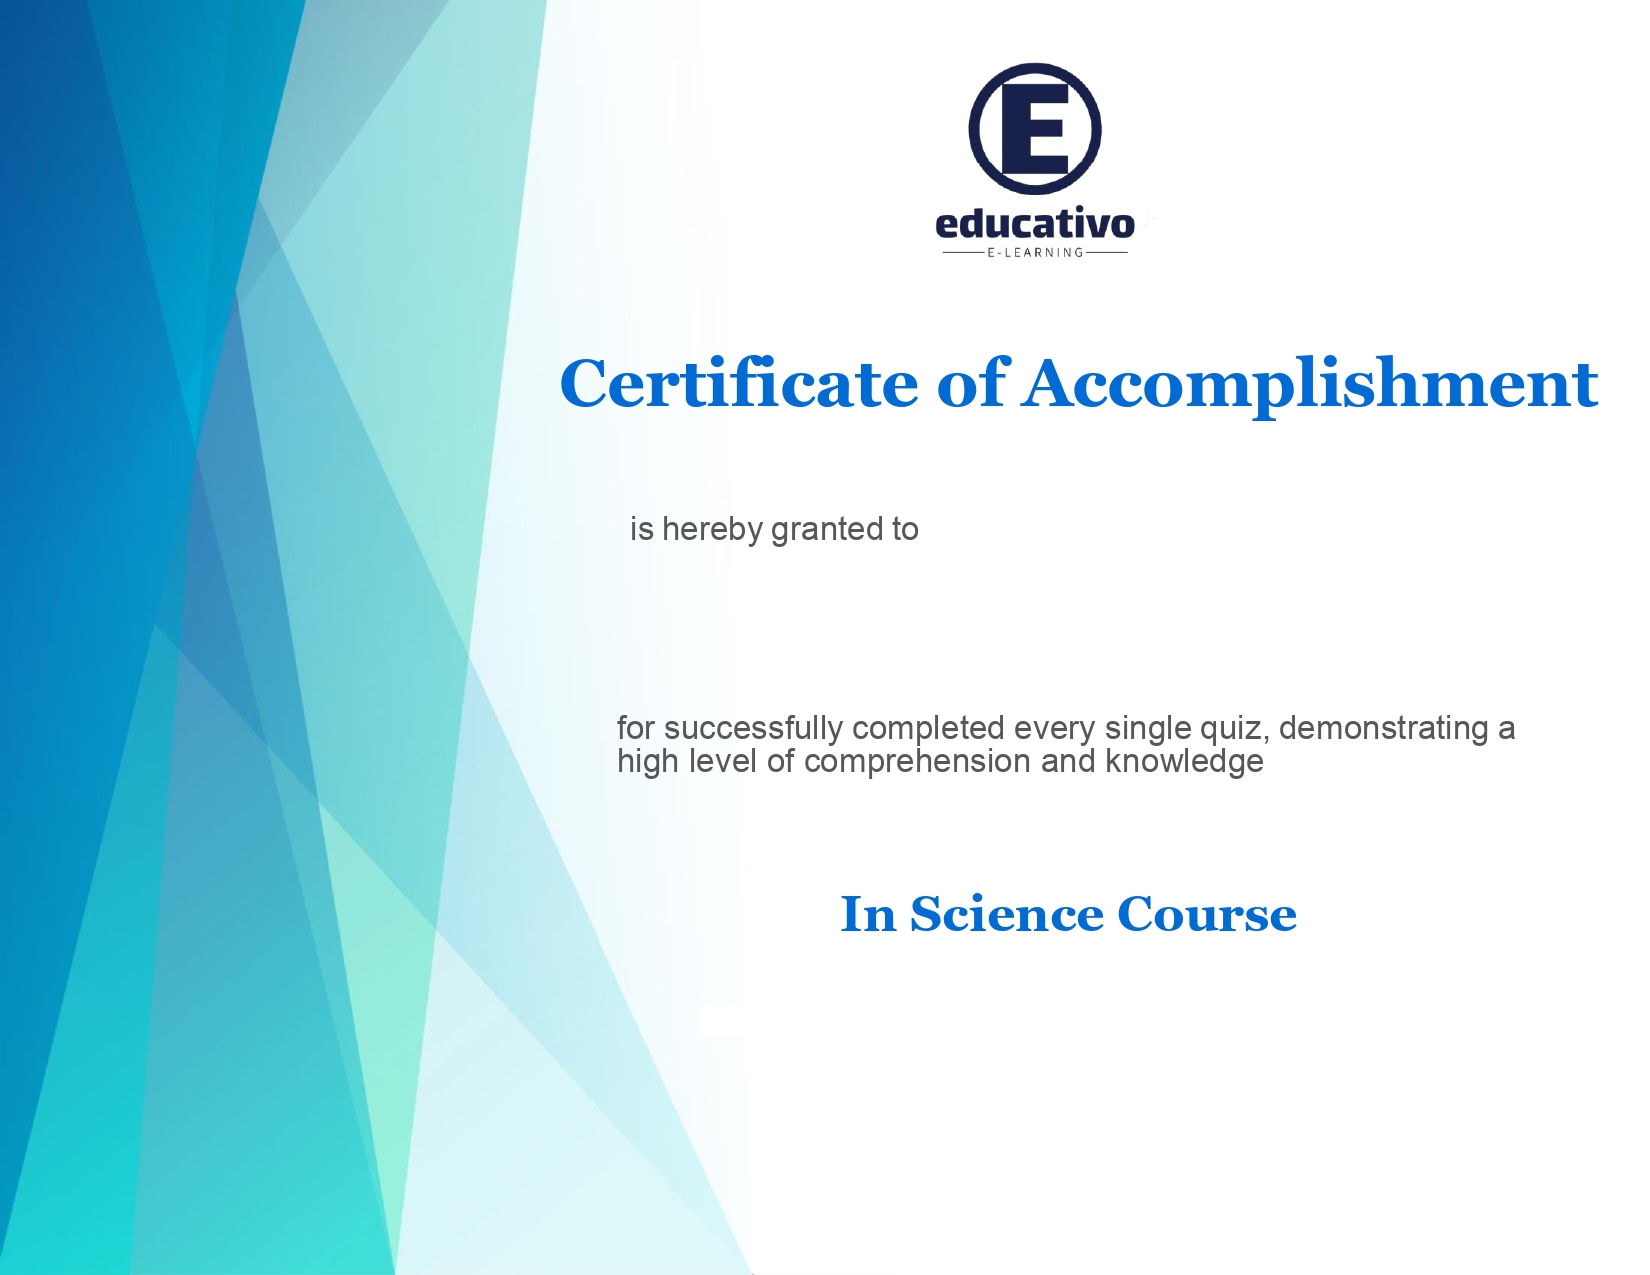 E
educativo
E-LEARNING
Certificate of Accomplishment
is hereby granted to
for successfully completed every single quiz, demonstrating a
high level of comprehension and knowledge
In Science Course